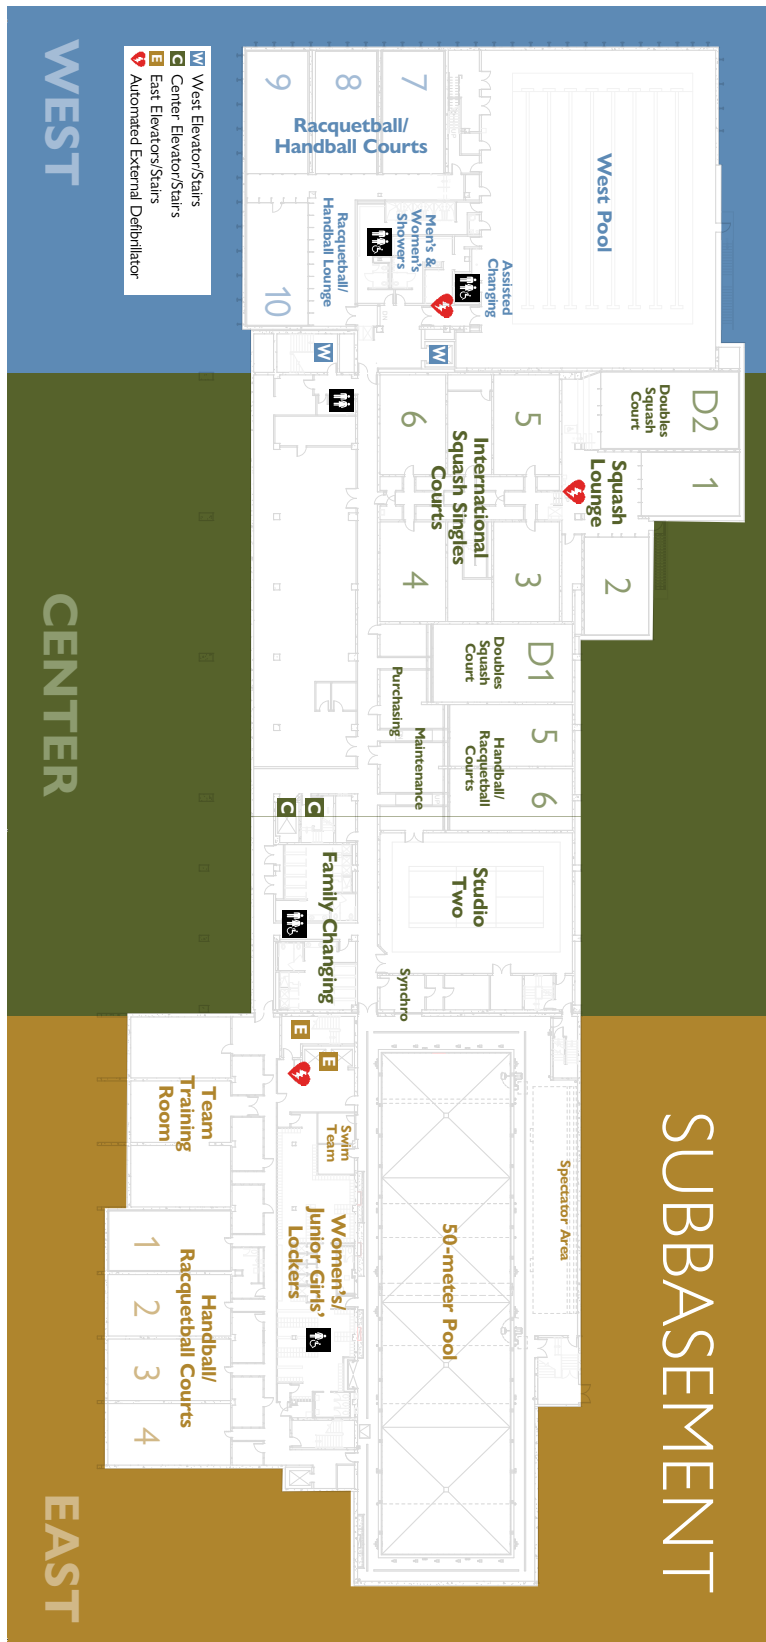 SUBBASEMENT
WEST
W West Elevator/Stairs
C Center Elevator/Stairs
E East Elevators/Stairs
Automated External Defibrillator
9
8
7
Racquetball/
Handball Courts
10
Racquetball/
Handball Lounge
Men's &
Women's
Showers
Assisted
Changing
West Pool
W
W
CENTER
D2
Doubles
Squash
Court
1
Squash
Lounge
2
5
6
International
Squash Singles
Courts
3
4
D1
Doubles
Squash
Court
Purchasing
Maintenance
5
Handball/
Racquetball
Courts
6
C
C
Studio
Two
Family Changing
Synchro
EAST
E
E
Team
Training
Room
Swim
Team
Women's/
Junior Girls'
Lockers
Spectator Area
50-meter Pool
Handball/
Racquetball Courts
1
2
3
4